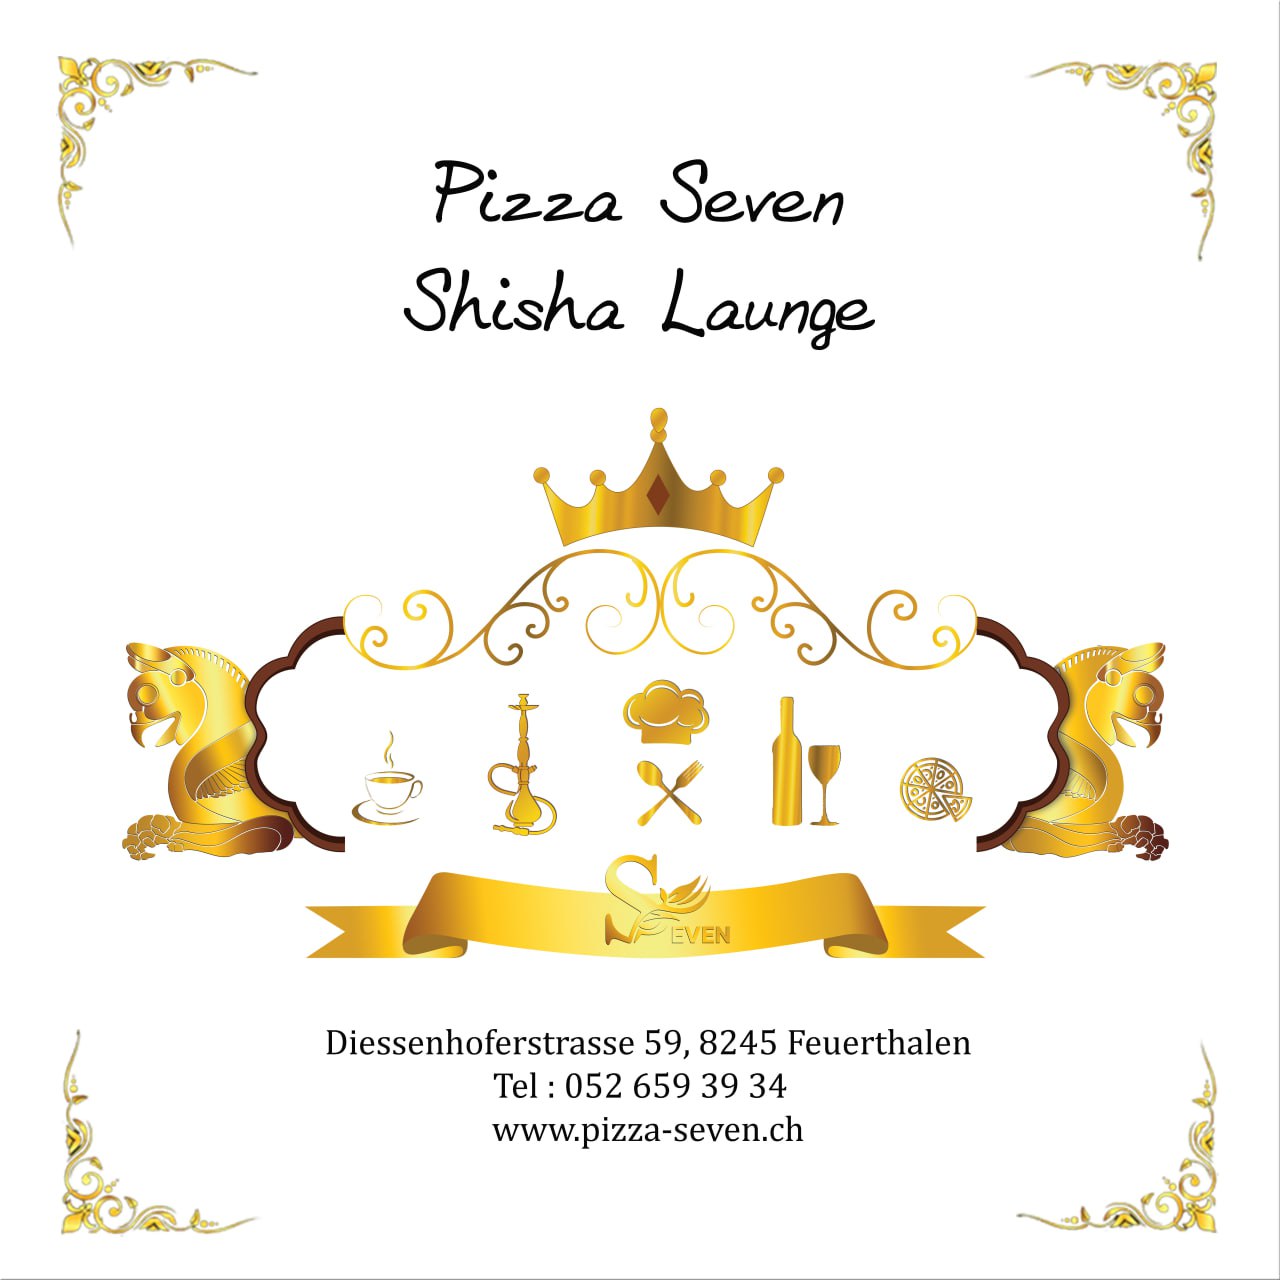 Pizza Seven
Shisha Launge
SEVEN
Diessenhoferstrasse 59, 8245 Feuerthalen
Tel : 052 659 39 34
www.pizza-seven.ch